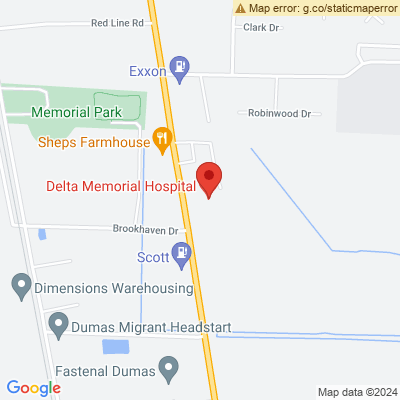 Map error: g.co/staticmaperror
Red Line Rd
Clark Dr
Exxon
Memorial Park
Robinwood Dr
Sheps Farmhouse
Delta Memorial Hospital
Brookhaven Dr
Scott
Dimensions Warehousing
Dumas Migrant Headstart
Fastenal Dumas
Google
Map data ©2024